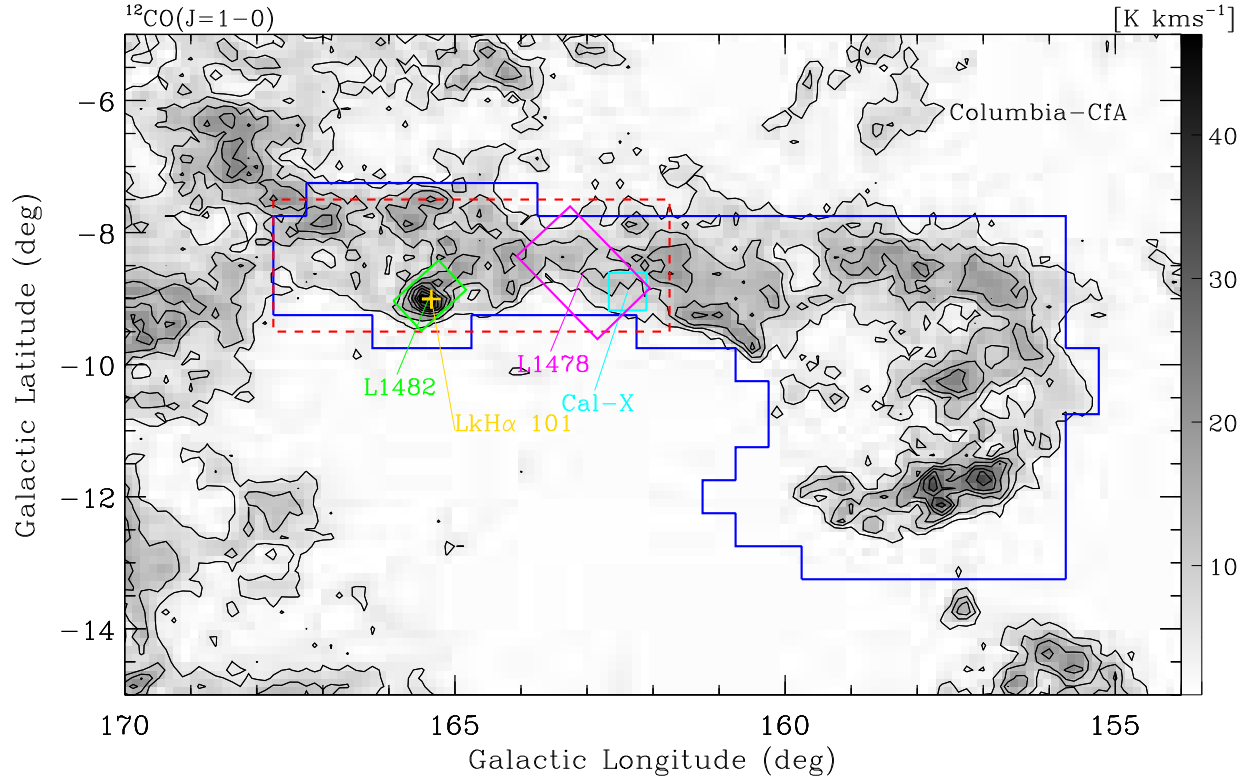 ¹²CO(J=1−0)
[K kms⁻¹]
−6
Columbia−CfA
40
−8
30
−10
L1478
L1482
Cal−X
LkHα 101
20
−12
10
−14
170
165
160
155
Galactic Longitude (deg)
Galactic Latitude (deg)